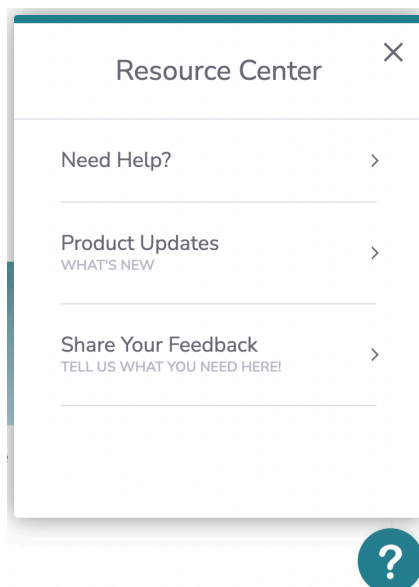 Resource Center
Need Help?
Product Updates
WHAT'S NEW
Share Your Feedback
TELL US WHAT YOU NEED HERE!
?